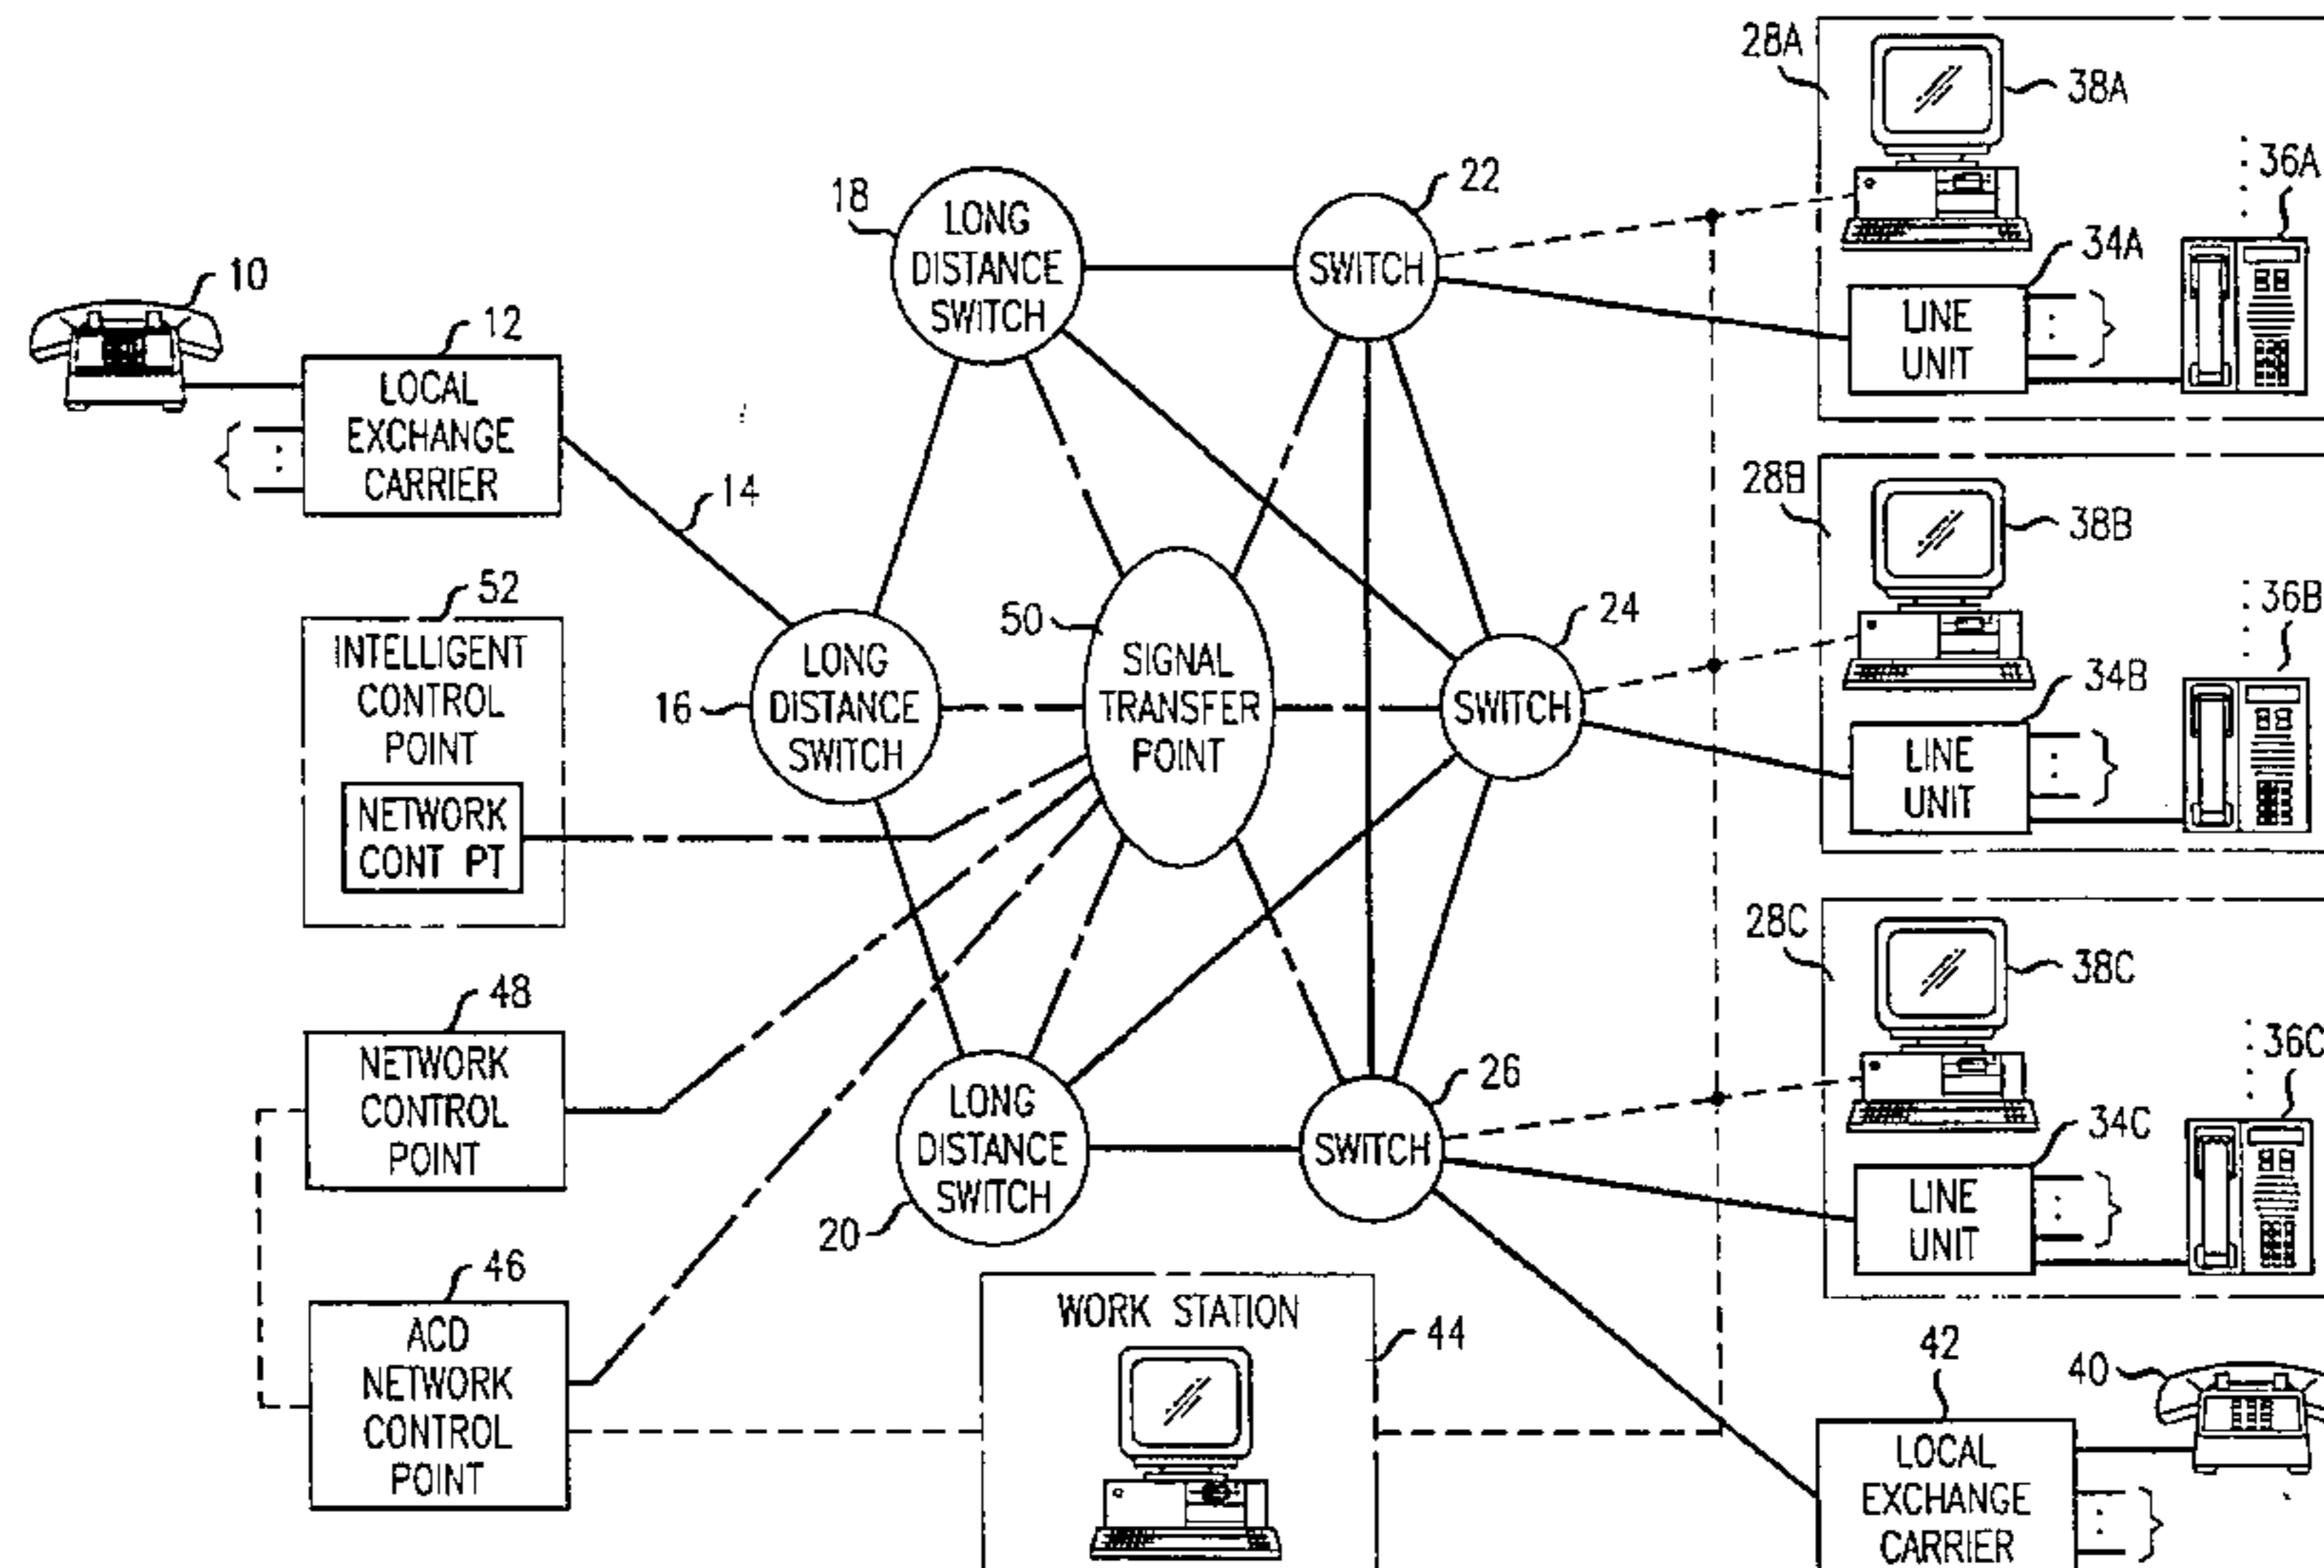 28A
38A
36A
22
18
LONG
DISTANCE
SWITCH
SWITCH
34A
LINE
UNIT
10
12
LOCAL
EXCHANGE
CARRIER
14
28B
38B
36B
52
INTELLIGENT
CONTROL
POINT
NETWORK
CONT PT
16
LONG
DISTANCE
SWITCH
50
SIGNAL
TRANSFER
POINT
24
SWITCH
34B
LINE
UNIT
28C
38C
36C
48
NETWORK
CONTROL
POINT
20
LONG
DISTANCE
SWITCH
26
SWITCH
34C
LINE
UNIT
46
ACD
NETWORK
CONTROL
POINT
WORK STATION
44
42
40
LOCAL
EXCHANGE
CARRIER